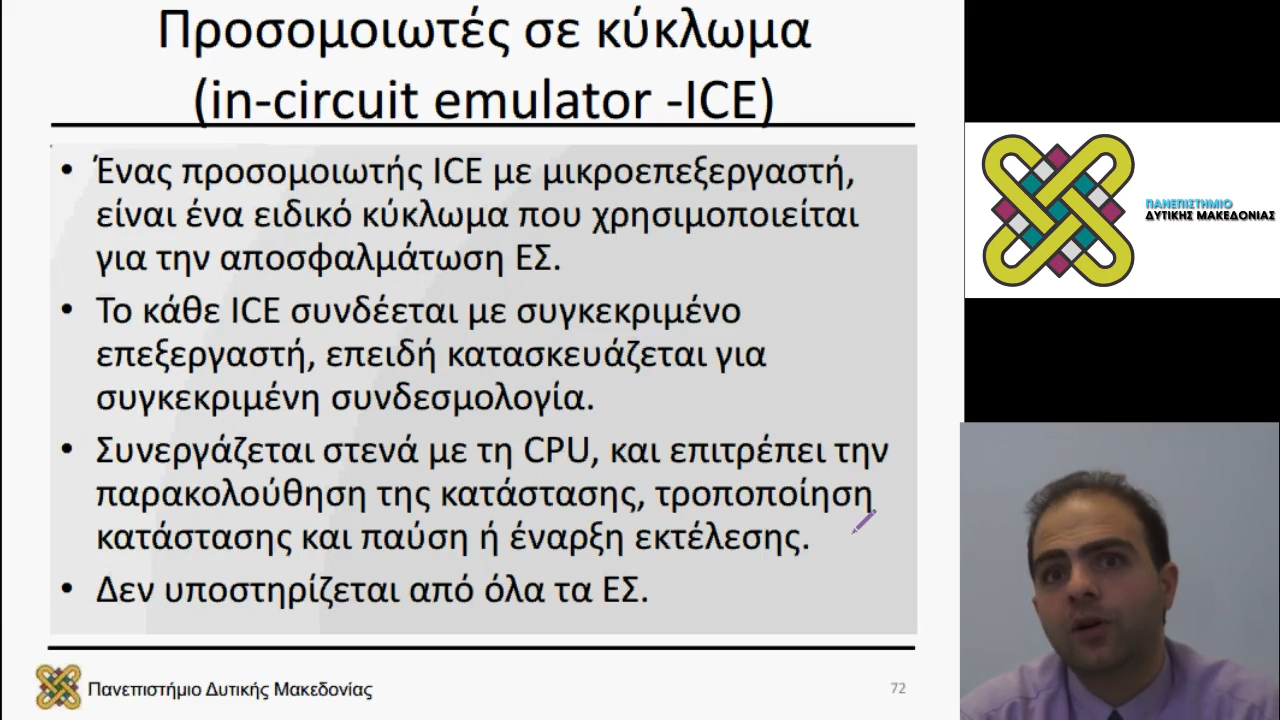 Προσομοιωτές σε κύκλωμα
(in-circuit emulator -ICE)
• Ένας προσομοιωτής ICE με μικροεπεξεργαστή,
είναι ένα ειδικό κύκλωμα που χρησιμοποιείται
για την αποσφαλμάτωση ΕΣ.
• Το κάθε ICE συνδέεται με συγκεκριμένο
επεξεργαστή, επειδή κατασκευάζεται για
συγκεκριμένη συνδεσμολογία.
• Συνεργάζεται στενά με τη CPU, και επιτρέπει την
παρακολούθηση της κατάστασης, τροποποίηση
κατάστασης και παύση ή έναρξη εκτέλεσης.
• Δεν υποστηρίζεται από όλα τα ΕΣ.
Πανεπιστήμιο Δυτικής Μακεδονίας
72
ΠΑΝΕΠΙΣΤΗΜΙΟ
ΔΥΤΙΚΗΣ ΜΑΚΕΔΟΝΙΑΣ